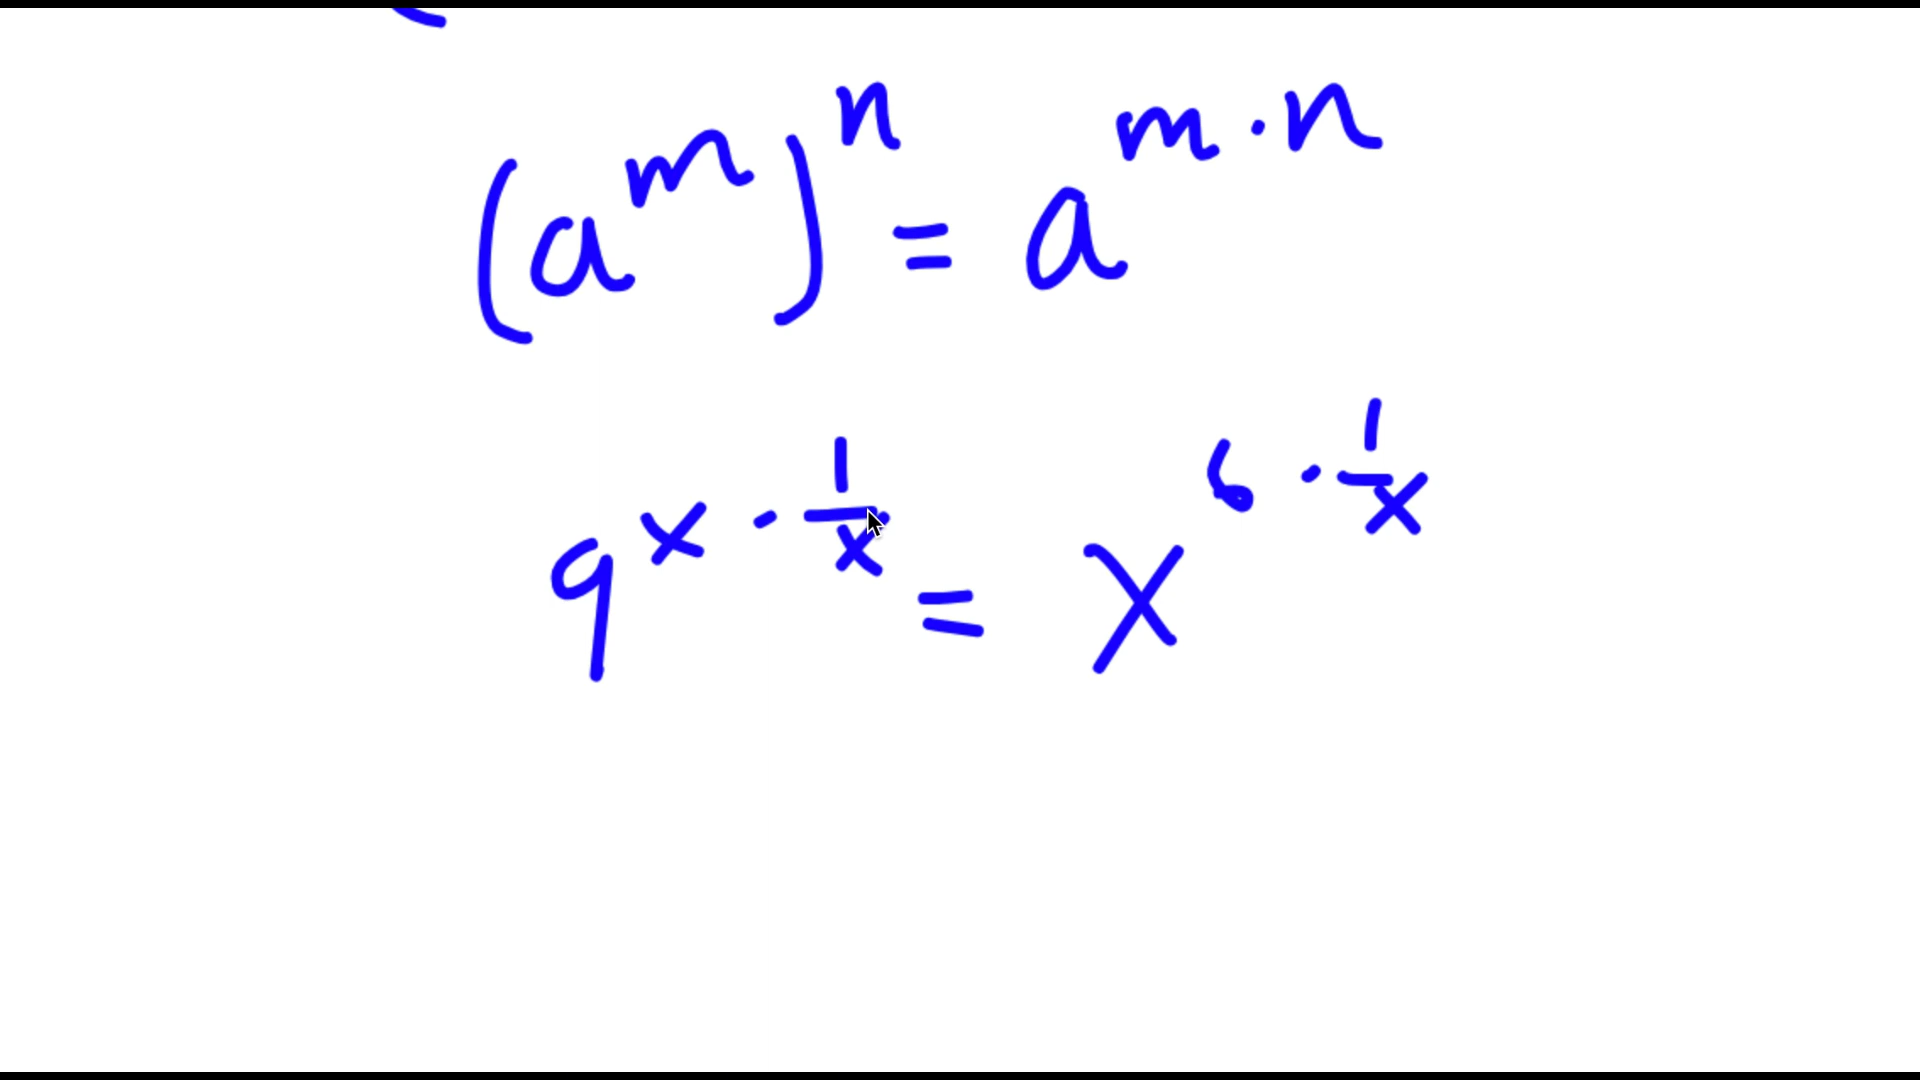 (a^m)^n = a^{m·n}
9^{x · 1/x} = x^{6 · 1/x}